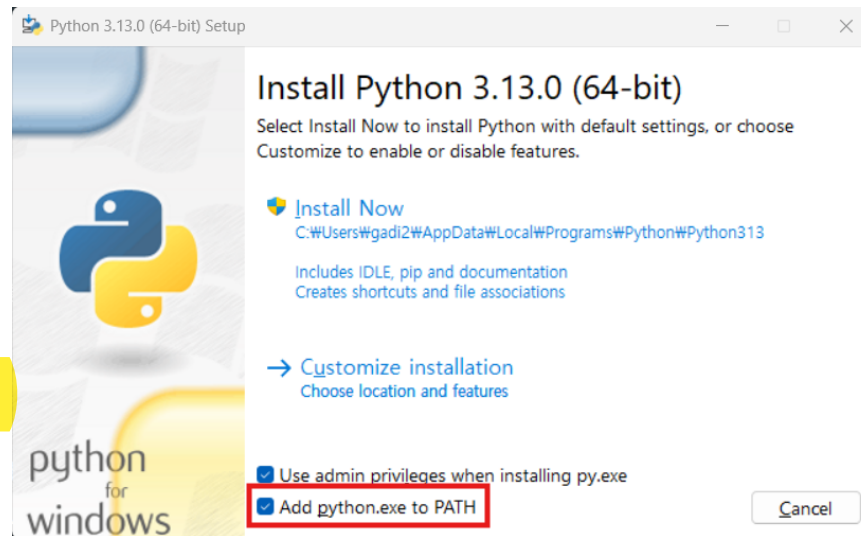 Python 3.13.0 (64-bit) Setup
Install Python 3.13.0 (64-bit)
Select Install Now to install Python with default settings, or choose
Customize to enable or disable features.
Install Now
C:₩Users₩gadi2₩AppData₩Local₩Programs₩Python₩Python313
Includes IDLE, pip and documentation
Creates shortcuts and file associations
Customize installation
Choose location and features
python
for
windows
Use admin privileges when installing py.exe
Add python.exe to PATH
Cancel